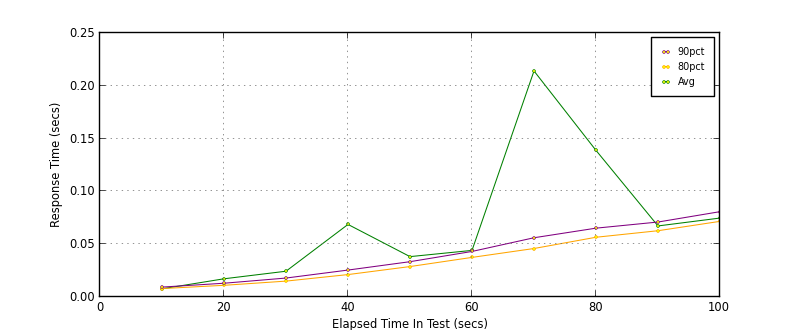 0.25
0.20
0.15
0.10
0.05
0.00
Response Time (secs)
90pct
80pct
Avg
0 20 40 60 80 100
Elapsed Time In Test (secs)